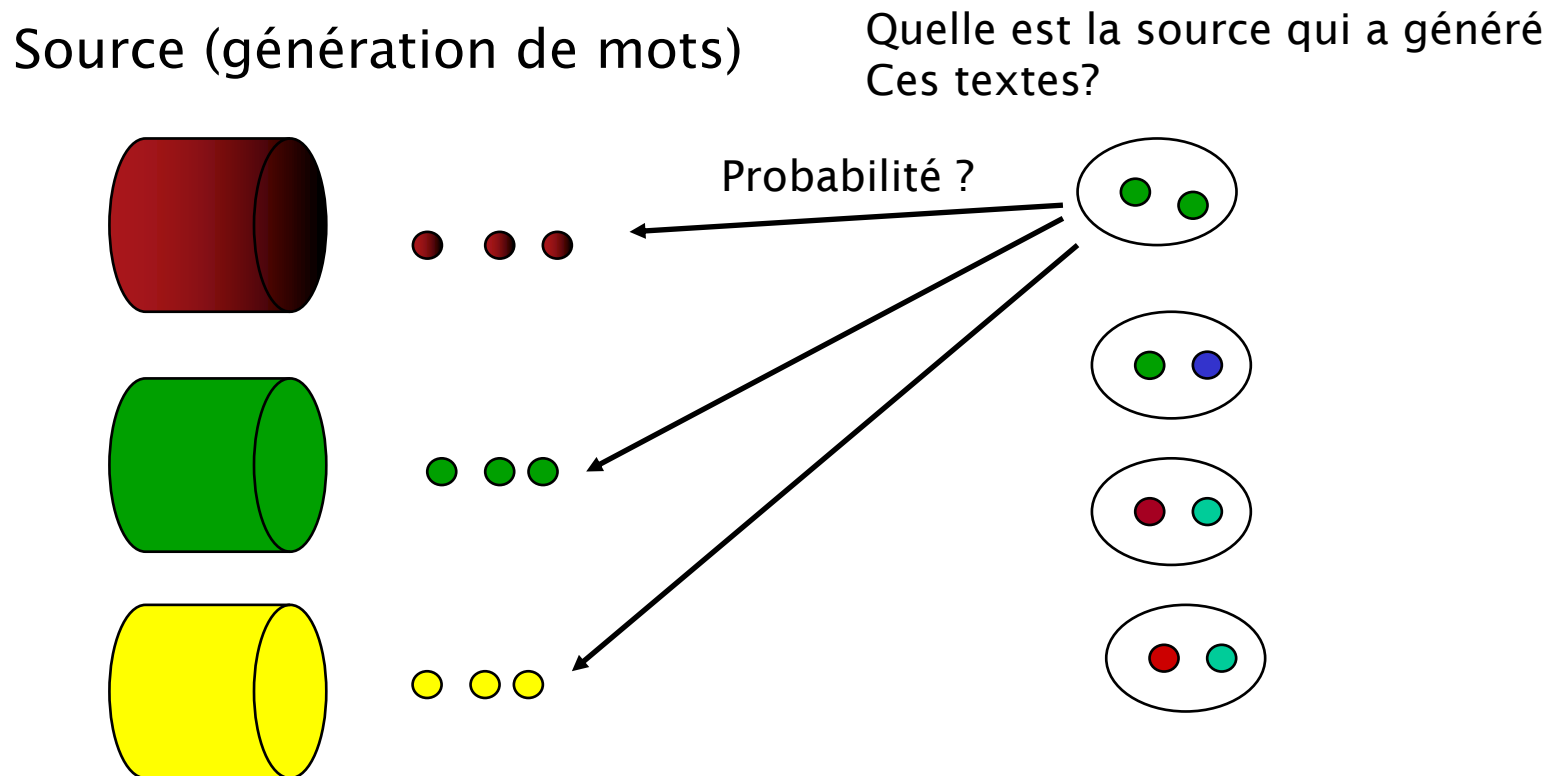 Source (génération de mots)
Quelle est la source qui a généré
Ces textes?
Probabilité ?